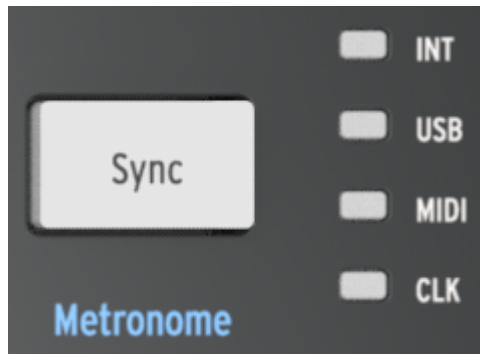 Sync
Metronome
INT
USB
MIDI
CLK